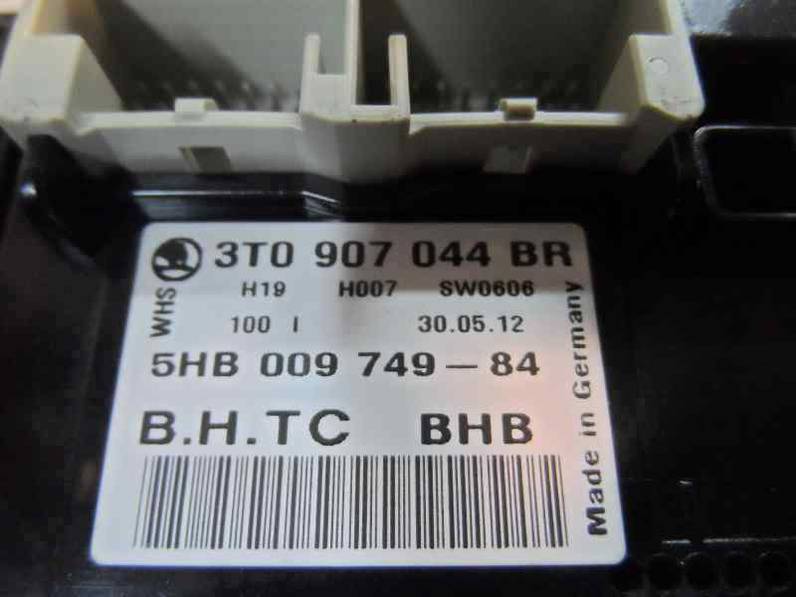 3T0 907 044 BR
H19 H007 SW0606
WHS
100 I 30.05.12
5HB 009 749-84
B.H.TC BHB
Made in Germany